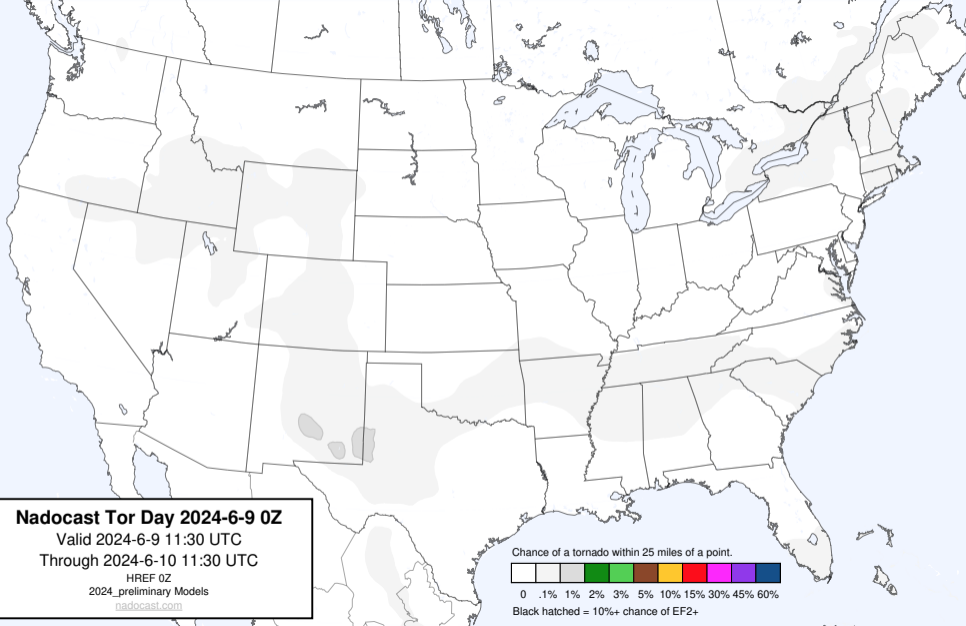 Nadocast Tor Day 2024-6-9 0Z
Valid 2024-6-9 11:30 UTC
Through 2024-6-10 11:30 UTC
HREF 0Z
2024_preliminary Models
nadocast.com
Chance of a tornado within 25 miles of a point.
0 .1% 1% 2% 3% 5% 10% 15% 30% 45% 60%
Black hatched = 10%+ chance of EF2+